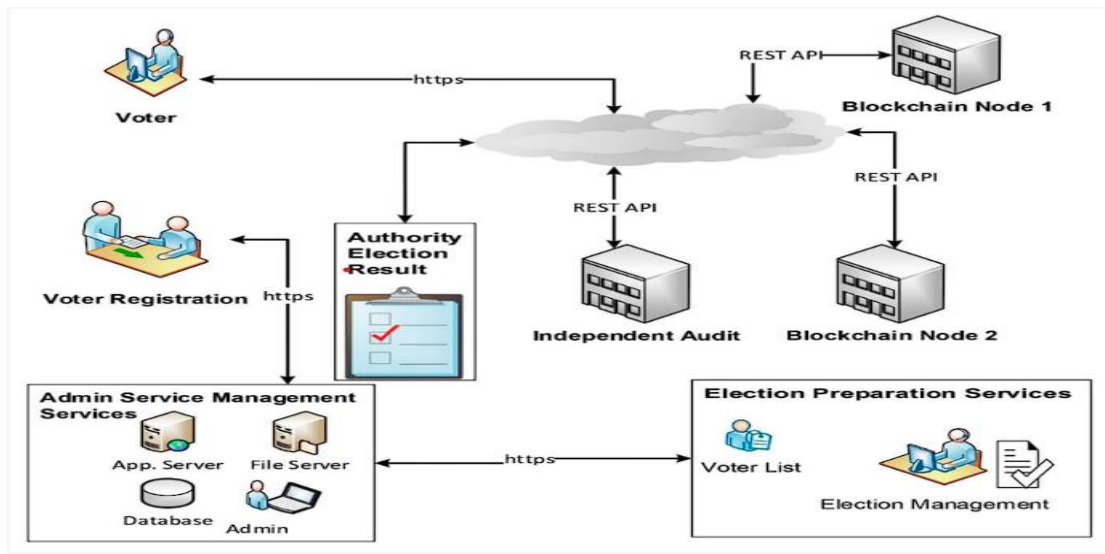 REST API
https
Voter
Blockchain Node 1
REST API
REST API
Authority
Election
Result
Voter Registration
https
Independent Audit
Blockchain Node 2
Admin Service Management
Services
App. Server
File Server
Database
Admin
https
Election Preparation Services
Voter List
Election Management